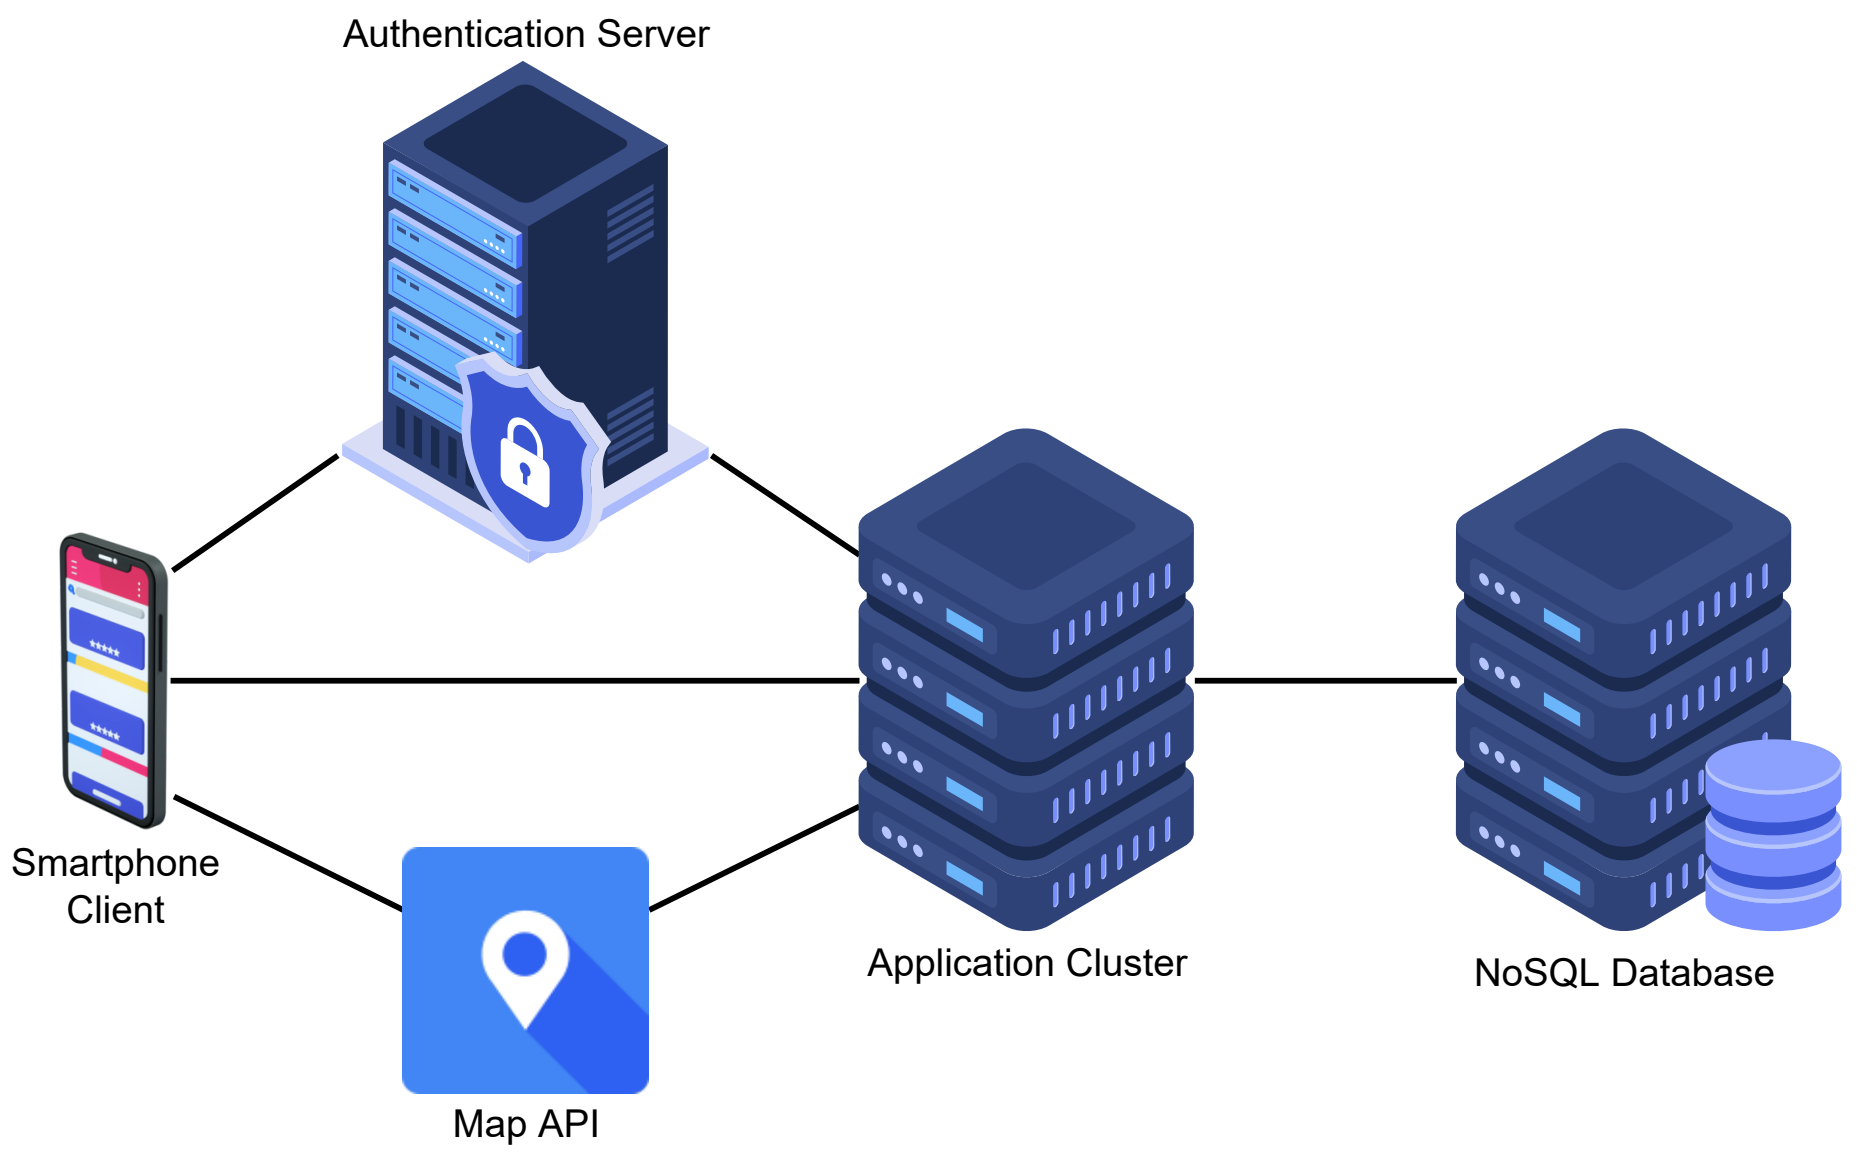 Authentication Server
Smartphone
Client
Application Cluster
NoSQL Database
Map API